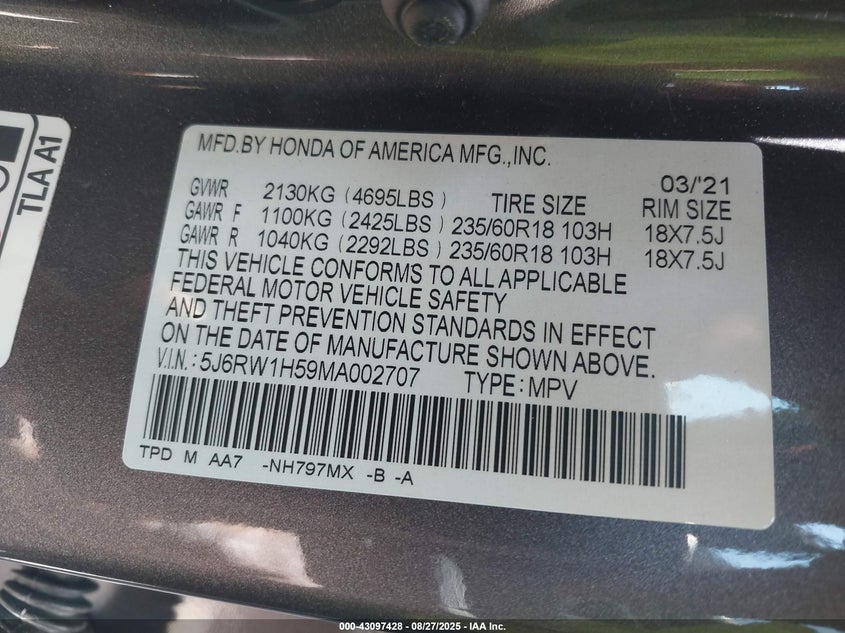 TLA A1
MFD.BY HONDA OF AMERICA MFG.,INC.
03/'21
GVWR 2130KG (4695LBS) TIRE SIZE RIM SIZE
GAWR F 1100KG (2425LBS) 235/60R18 103H 18X7.5J
GAWR R 1040KG (2292LBS) 235/60R18 103H 18X7.5J
THIS VEHICLE CONFORMS TO ALL APPLICABLE
FEDERAL MOTOR VEHICLE SAFETY
AND THEFT PREVENTION STANDARDS IN EFFECT
ON THE DATE OF MANUFACTURE SHOWN ABOVE.
V.I.N.: 5J6RW1H59MA002707 TYPE: MPV
TPD M AA7 -NH797MX -B -A
000-43097428 - 08/27/2025 - IAA Inc.